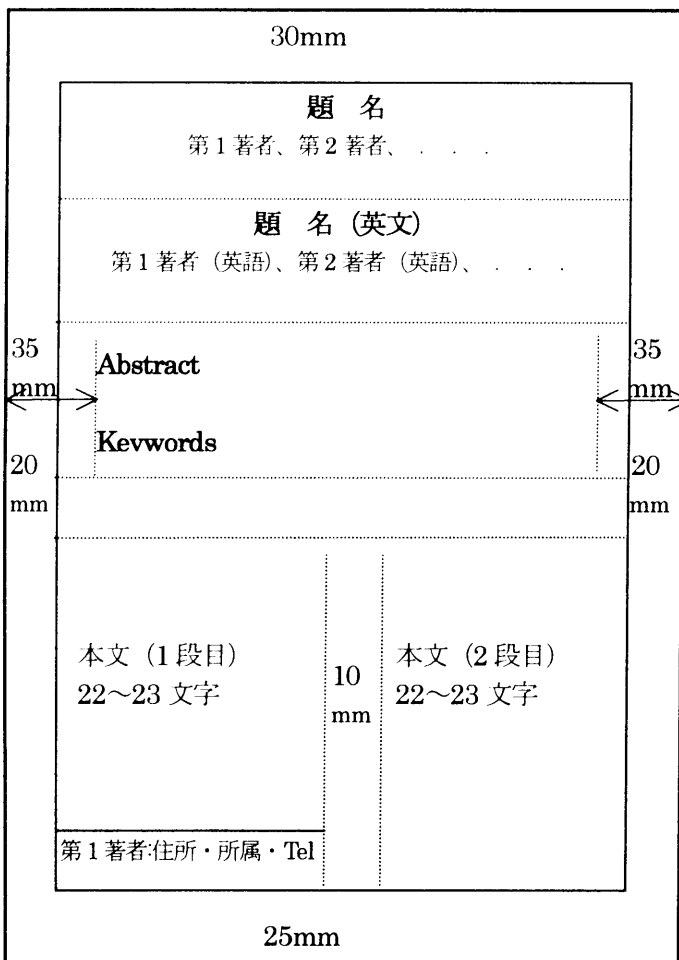 30mm
題 名
第1著者、第2著者、. . .
題 名 (英文)
第1著者 (英語)、第2著者 (英語)、. . .
35
mm
Abstract
35
mm
Kevwords
20
mm
20
mm
本文（1段目）
22～23 文字
10
mm
本文（2段目）
22～23 文字
第1著者:住所・所属・Tel
25mm